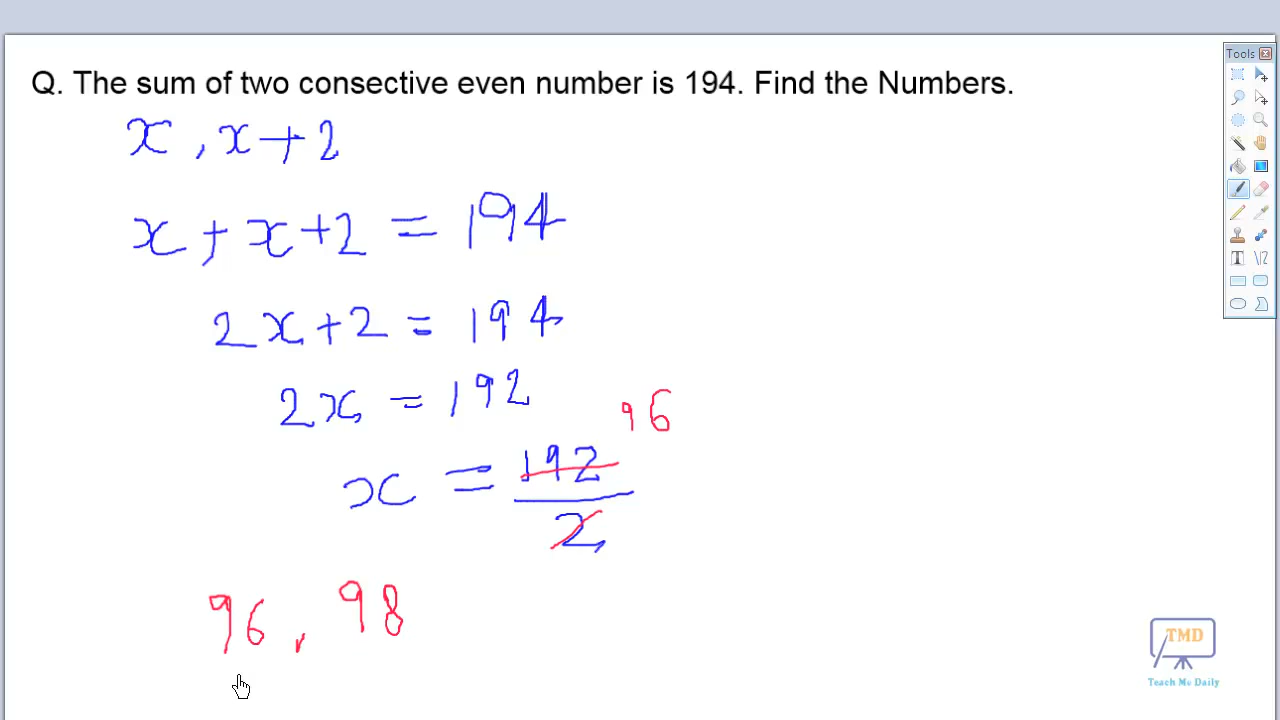 Tools
Q. The sum of two consective even number is 194. Find the Numbers.
x , x+2
x + x+2 = 194
2x+2 = 194
2x = 192
96
x = 192
2
96 , 98
TMD
Teach Me Daily